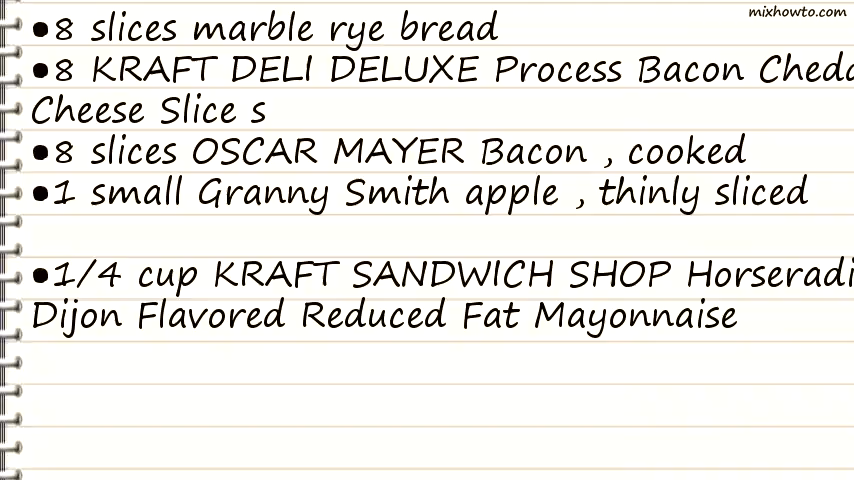 mixhowto.com
•8 slices marble rye bread
•8 KRAFT DELI DELUXE Process Bacon Chedd
Cheese Slice s
•8 slices OSCAR MAYER Bacon , cooked
•1 small Granny Smith apple , thinly sliced
•1/4 cup KRAFT SANDWICH SHOP Horseradi
Dijon Flavored Reduced Fat Mayonnaise